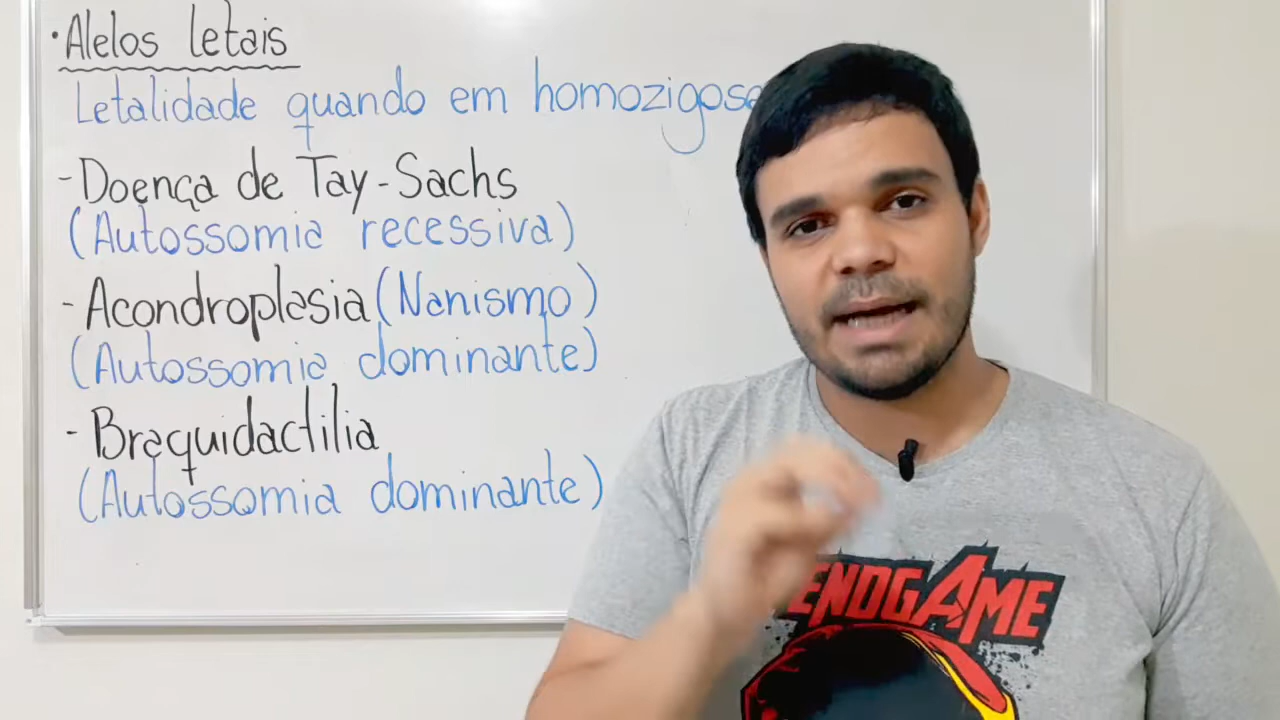 • Alelos letais
Letalidade quando em homozigose
- Doença de Tay-Sachs
(Autossomia recessiva)
- Acondroplasia (Nanismo)
(Autossomia dominante)
- Braquidactilia
(Autossomia dominante)
ENDGAME